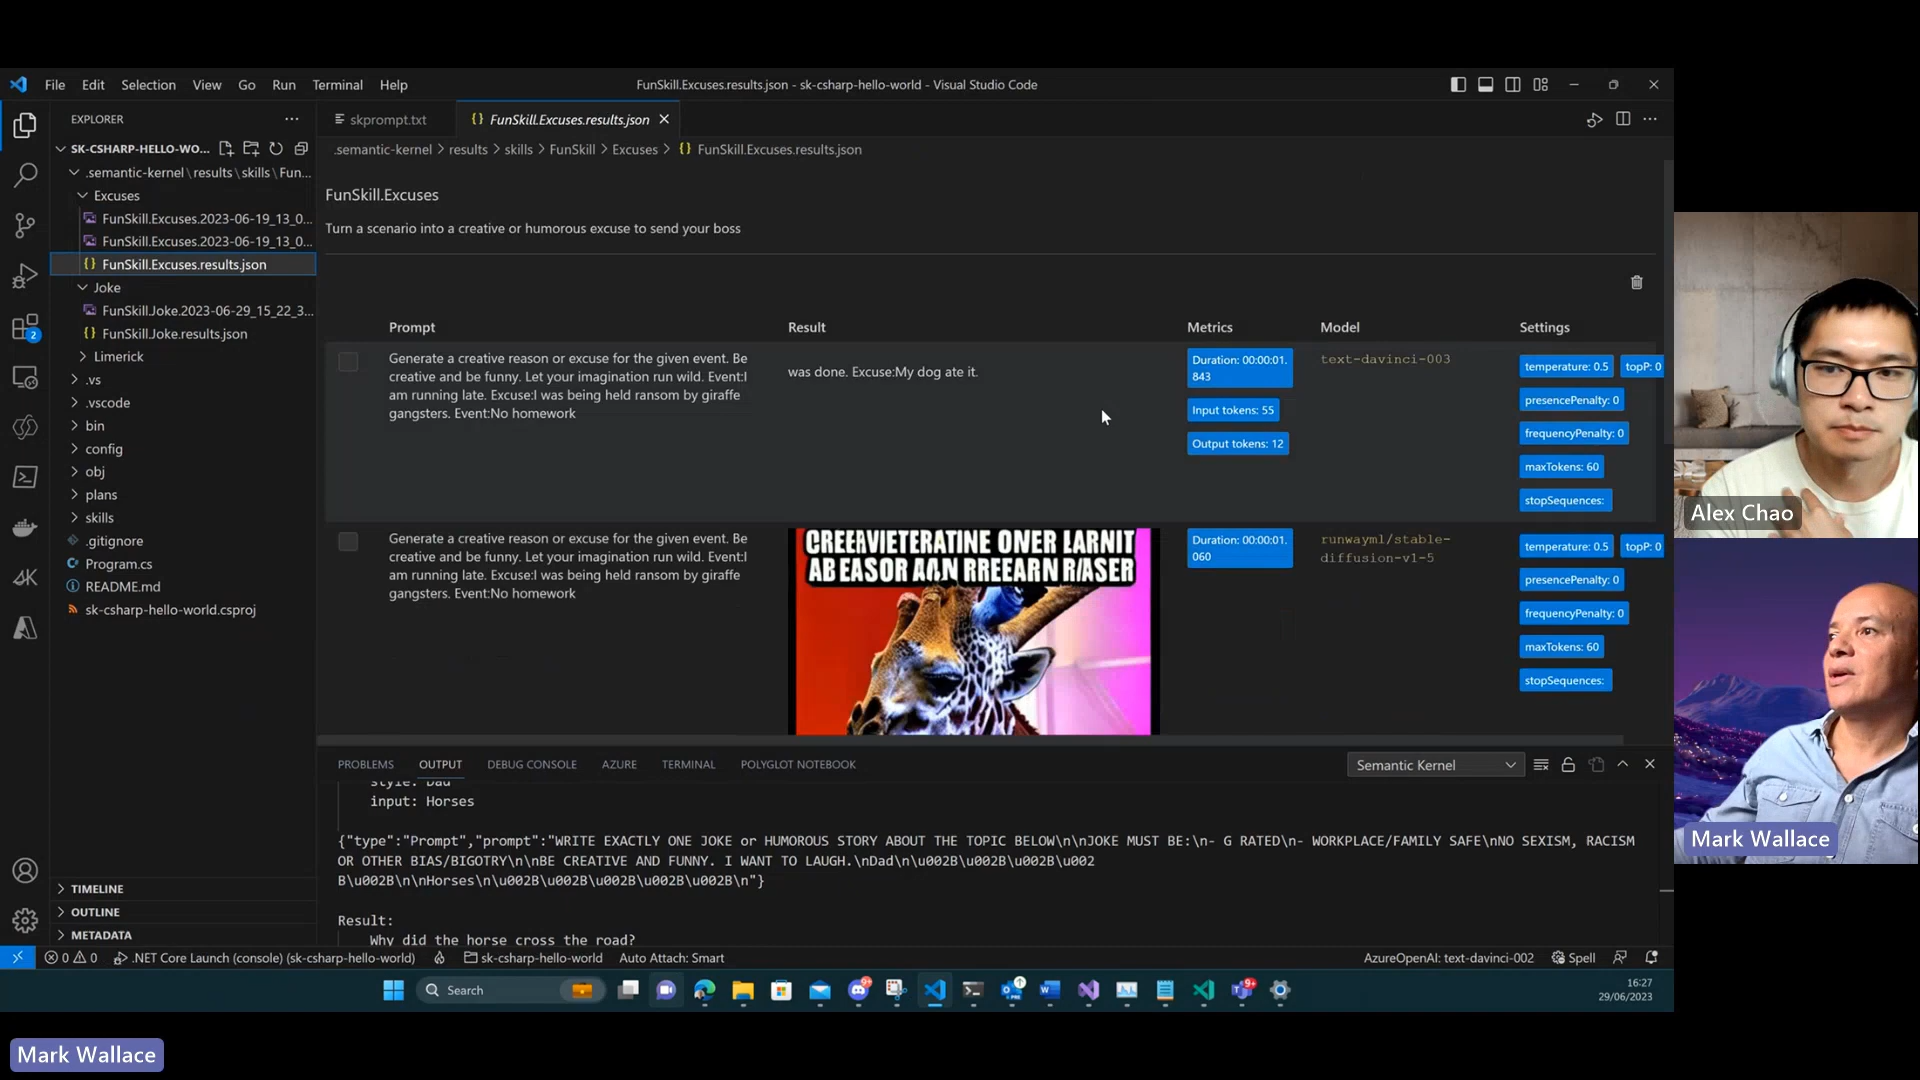 File Edit Selection View Go Run Terminal Help
FunSkill.Excuses.results.json - sk-csharp-hello-world - Visual Studio Code
EXPLORER
SK-CSHARP-HELLO-WO...
.semantic-kernel\results\skills\Fun...
Excuses
FunSkill.Excuses.2023-06-19_13_0...
FunSkill.Excuses.2023-06-19_13_0...
FunSkill.Excuses.results.json
Joke
FunSkill.Joke.2023-06-29_15_22_3...
FunSkill.Joke.results.json
Limerick
.vs
.vscode
bin
config
obj
plans
skills
.gitignore
Program.cs
README.md
sk-csharp-hello-world.csproj
TIMELINE
OUTLINE
METADATA
2
skprompt.txt
FunSkill.Excuses.results.json
.semantic-kernel > results > skills > FunSkill > Excuses > {} FunSkill.Excuses.results.json
FunSkill.Excuses
Turn a scenario into a creative or humorous excuse to send your boss
Prompt Result Metrics Model Settings
Generate a creative reason or excuse for the given event. Be
creative and be funny. Let your imagination run wild. Event:I
am running late. Excuse:I was being held ransom by giraffe
gangsters. Event:No homework
was done. Excuse:My dog ate it.
Duration: 00:00:01.
843
Input tokens: 55
Output tokens: 12
text-davinci-003
temperature: 0.5 topP: 0
presencePenalty: 0
frequencyPenalty: 0
maxTokens: 60
stopSequences:
Generate a creative reason or excuse for the given event. Be
creative and be funny. Let your imagination run wild. Event:I
am running late. Excuse:I was being held ransom by giraffe
gangsters. Event:No homework
Duration: 00:00:01.
060
runwayml/stable-
diffusion-v1-5
temperature: 0.5 topP: 0
presencePenalty: 0
frequencyPenalty: 0
maxTokens: 60
stopSequences:
PROBLEMS OUTPUT DEBUG CONSOLE AZURE TERMINAL POLYGLOT NOTEBOOK
Semantic Kernel
style: Dad
input: Horses
{"type":"Prompt","prompt":"WRITE EXACTLY ONE JOKE or HUMOROUS STORY ABOUT THE TOPIC BELOW\n\nJOKE MUST BE:\n- G RATED\n- WORKPLACE/FAMILY SAFE\nNO SEXISM, RACISM
OR OTHER BIAS/BIGOTRY\n\nBE CREATIVE AND FUNNY. I WANT TO LAUGH.\nDad\n\u002B\u002B\u002B\u002
B\u002B\n\nHorses\n\u002B\u002B\u002B\u002B\u002B\n"}
Result:
Why did the horse cross the road?
0 0 .NET Core Launch (console) (sk-csharp-hello-world) sk-csharp-hello-world Auto Attach: Smart
AzureOpenAI: text-davinci-002 Spell
Search
16:27
29/06/2023
Alex Chao
Mark Wallace
Mark Wallace